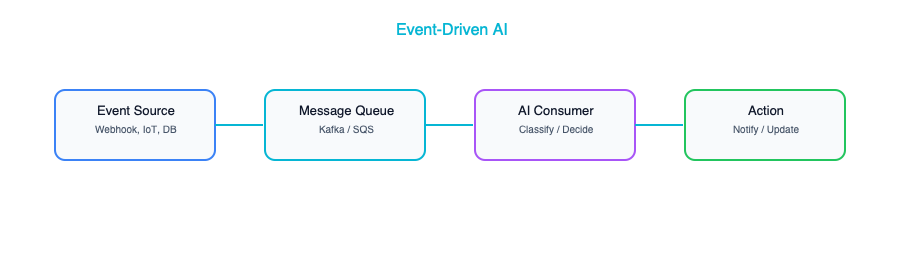 Event-Driven AI
Event Source
Webhook, IoT, DB
Message Queue
Kafka / SQS
AI Consumer
Classify / Decide
Action
Notify / Update